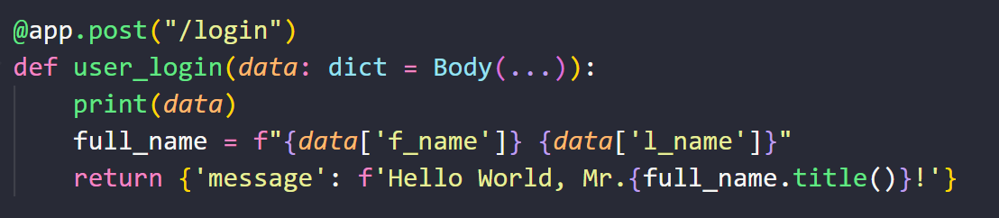 @app.post("/login")
def user_login(data: dict = Body(...)):
    print(data)
    full_name = f"{data['f_name']} {data['l_name']}"
    return {'message': f'Hello World, Mr.{full_name.title()}!'}